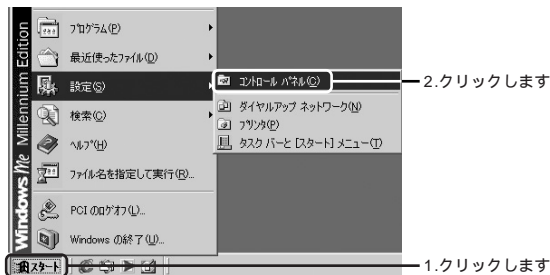 Windows Me Millennium Edition
プログラム(P)
最近使ったファイル(D)
設定(S)
検索(C)
ヘルプ(H)
ファイル名を指定して実行(R)...
PCI のログオフ(L)...
Windows の終了(U)...
スタート
コントロール パネル(C)
ダイヤルアップ ネットワーク(N)
プリンタ(P)
タスク バーと [スタート] メニュー(T)
2.クリックします
1.クリックします